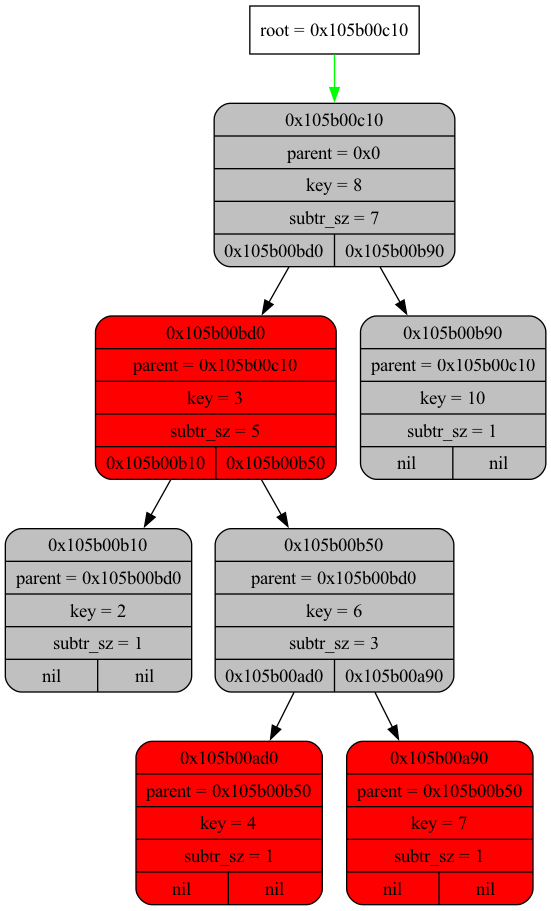 root = 0x105b00c10
0x105b00c10
parent = 0x0
key = 8
subtr_sz = 7
0x105b00bd0 0x105b00b90
0x105b00bd0
parent = 0x105b00c10
key = 3
subtr_sz = 5
0x105b00b10 0x105b00b50
0x105b00b90
parent = 0x105b00c10
key = 10
subtr_sz = 1
nil nil
0x105b00b10
parent = 0x105b00bd0
key = 2
subtr_sz = 1
nil nil
0x105b00b50
parent = 0x105b00bd0
key = 6
subtr_sz = 3
0x105b00ad0 0x105b00a90
0x105b00ad0
parent = 0x105b00b50
key = 4
subtr_sz = 1
nil nil
0x105b00a90
parent = 0x105b00b50
key = 7
subtr_sz = 1
nil nil